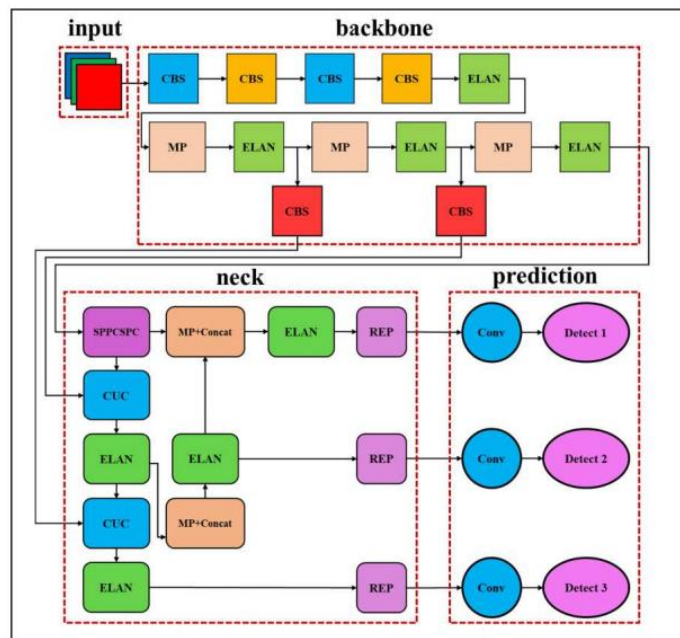 input backbone
CBS CBS CBS CBS ELAN
MP ELAN MP ELAN MP ELAN
CBS CBS
neck prediction
SPPCSPC MP+Concat ELAN REP Conv Detect 1
CUC
ELAN ELAN REP Conv Detect 2
CUC MP+Concat
ELAN REP Conv Detect 3